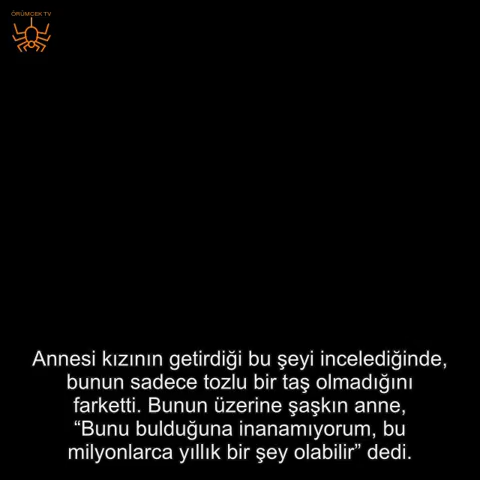 ÖRÜMCEK TV
Annesi kızının getirdiği bu şeyi incelediğinde,
bunun sadece tozlu bir taş olmadığını
farketti. Bunun üzerine şaşkın anne,
“Bunu bulduğuna inanamıyorum, bu
milyonlarca yıllık bir şey olabilir” dedi.